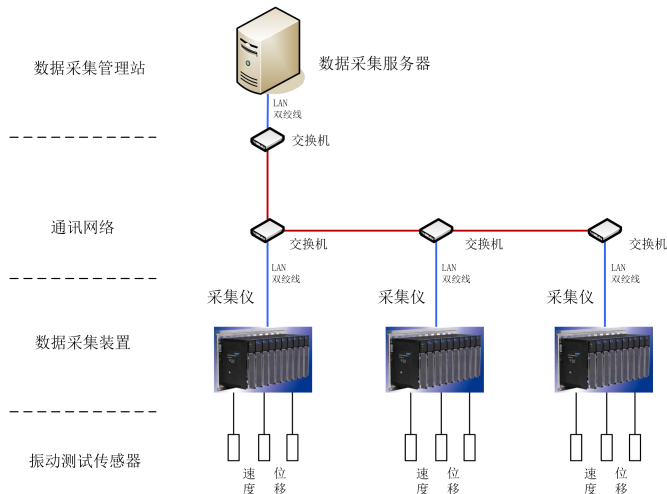 数据采集管理站
数据采集服务器
LAN
双绞线
交换机
通讯网络
交换机
交换机
交换机
LAN
双绞线
LAN
双绞线
LAN
双绞线
采集仪
采集仪
采集仪
数据采集装置
振动测试传感器
速度
位移
速度
位移
速度
位移